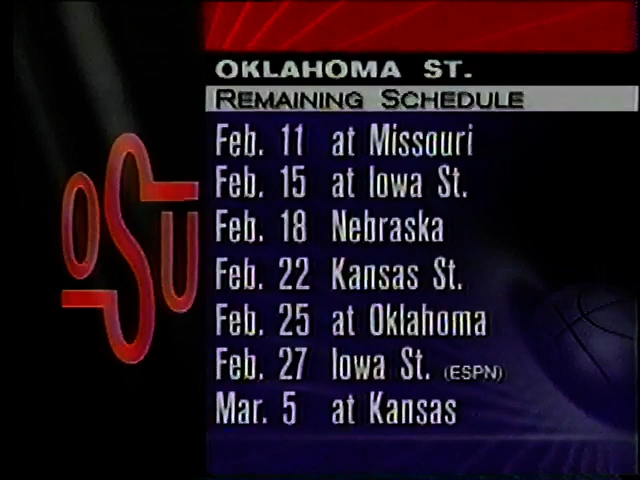 OSU
OKLAHOMA ST.
REMAINING SCHEDULE
Feb. 11 at Missouri
Feb. 15 at Iowa St.
Feb. 18 Nebraska
Feb. 22 Kansas St.
Feb. 25 at Oklahoma
Feb. 27 Iowa St. (ESPN)
Mar. 5 at Kansas